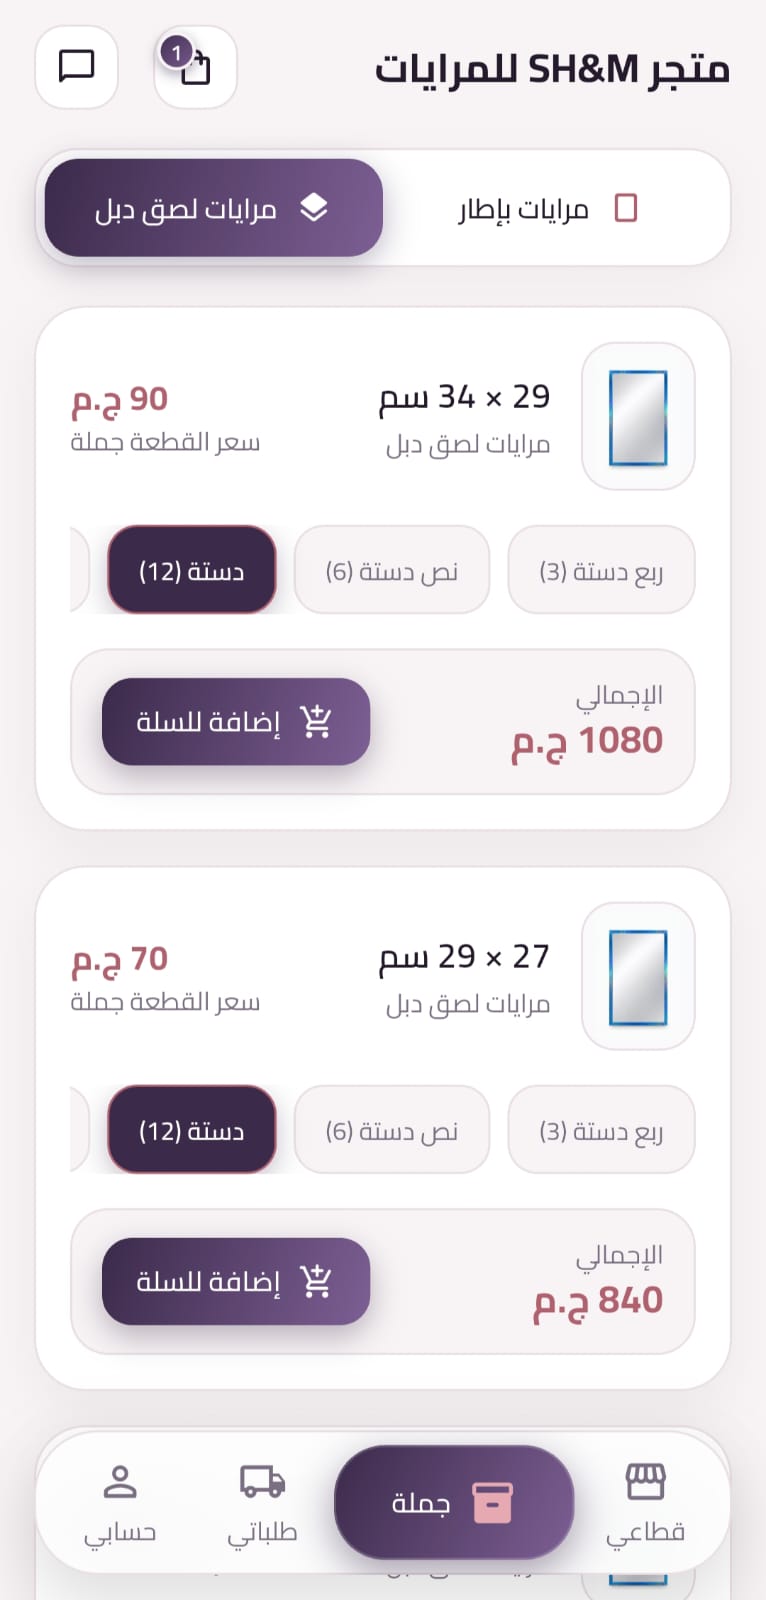 متجر SH&M للمرايات
1
مرايات بإطار
مرايات لصق دبل
29 × 34 سم
90 ج.م
مرايات لصق دبل
سعر القطعة جملة
ربع دستة (3)
نص دستة (6)
دستة (12)
الإجمالي
1080 ج.م
إضافة للسلة
27 × 29 سم
70 ج.م
مرايات لصق دبل
سعر القطعة جملة
ربع دستة (3)
نص دستة (6)
دستة (12)
الإجمالي
840 ج.م
إضافة للسلة
قطاعي
جملة
طلباتي
حسابي